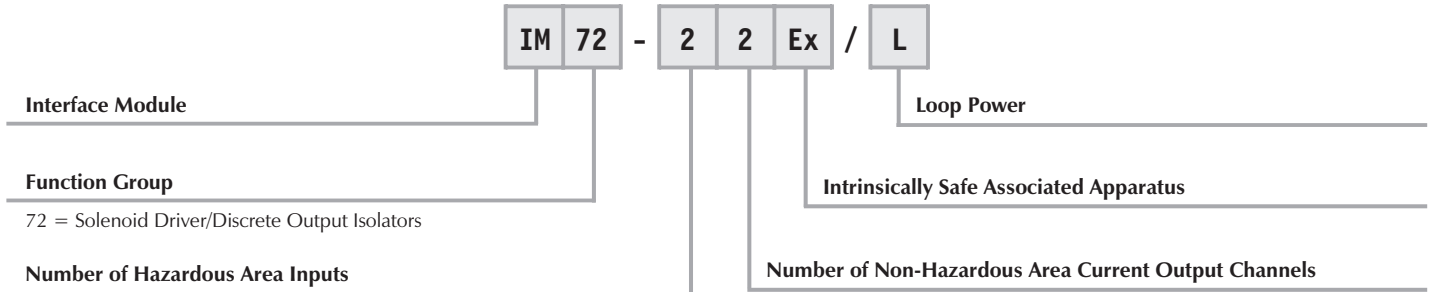 IM 72 - 2 2 Ex / L
Interface Module
Loop Power
Function Group
72 = Solenoid Driver/Discrete Output Isolators
Intrinsically Safe Associated Apparatus
Number of Hazardous Area Inputs
Number of Non-Hazardous Area Current Output Channels